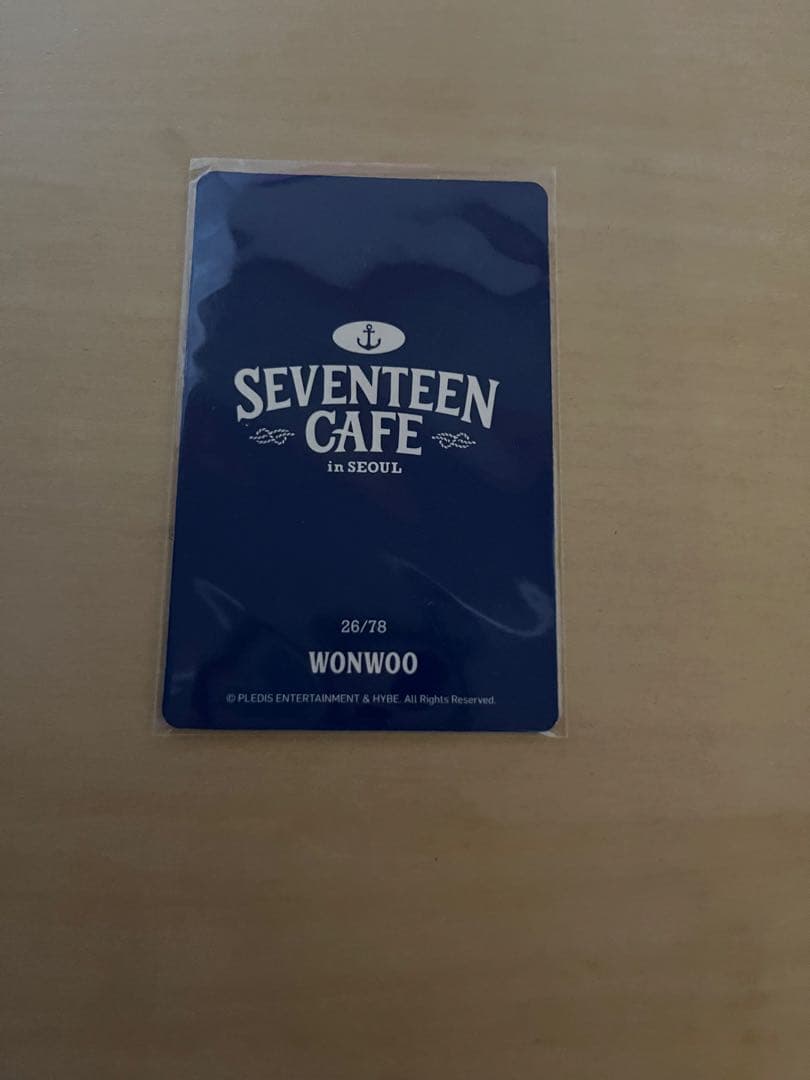 SEVENTEEN
CAFE
in SEOUL
26/78
WONWOO
© PLEDIS ENTERTAINMENT & HYBE. All Rights Reserved.